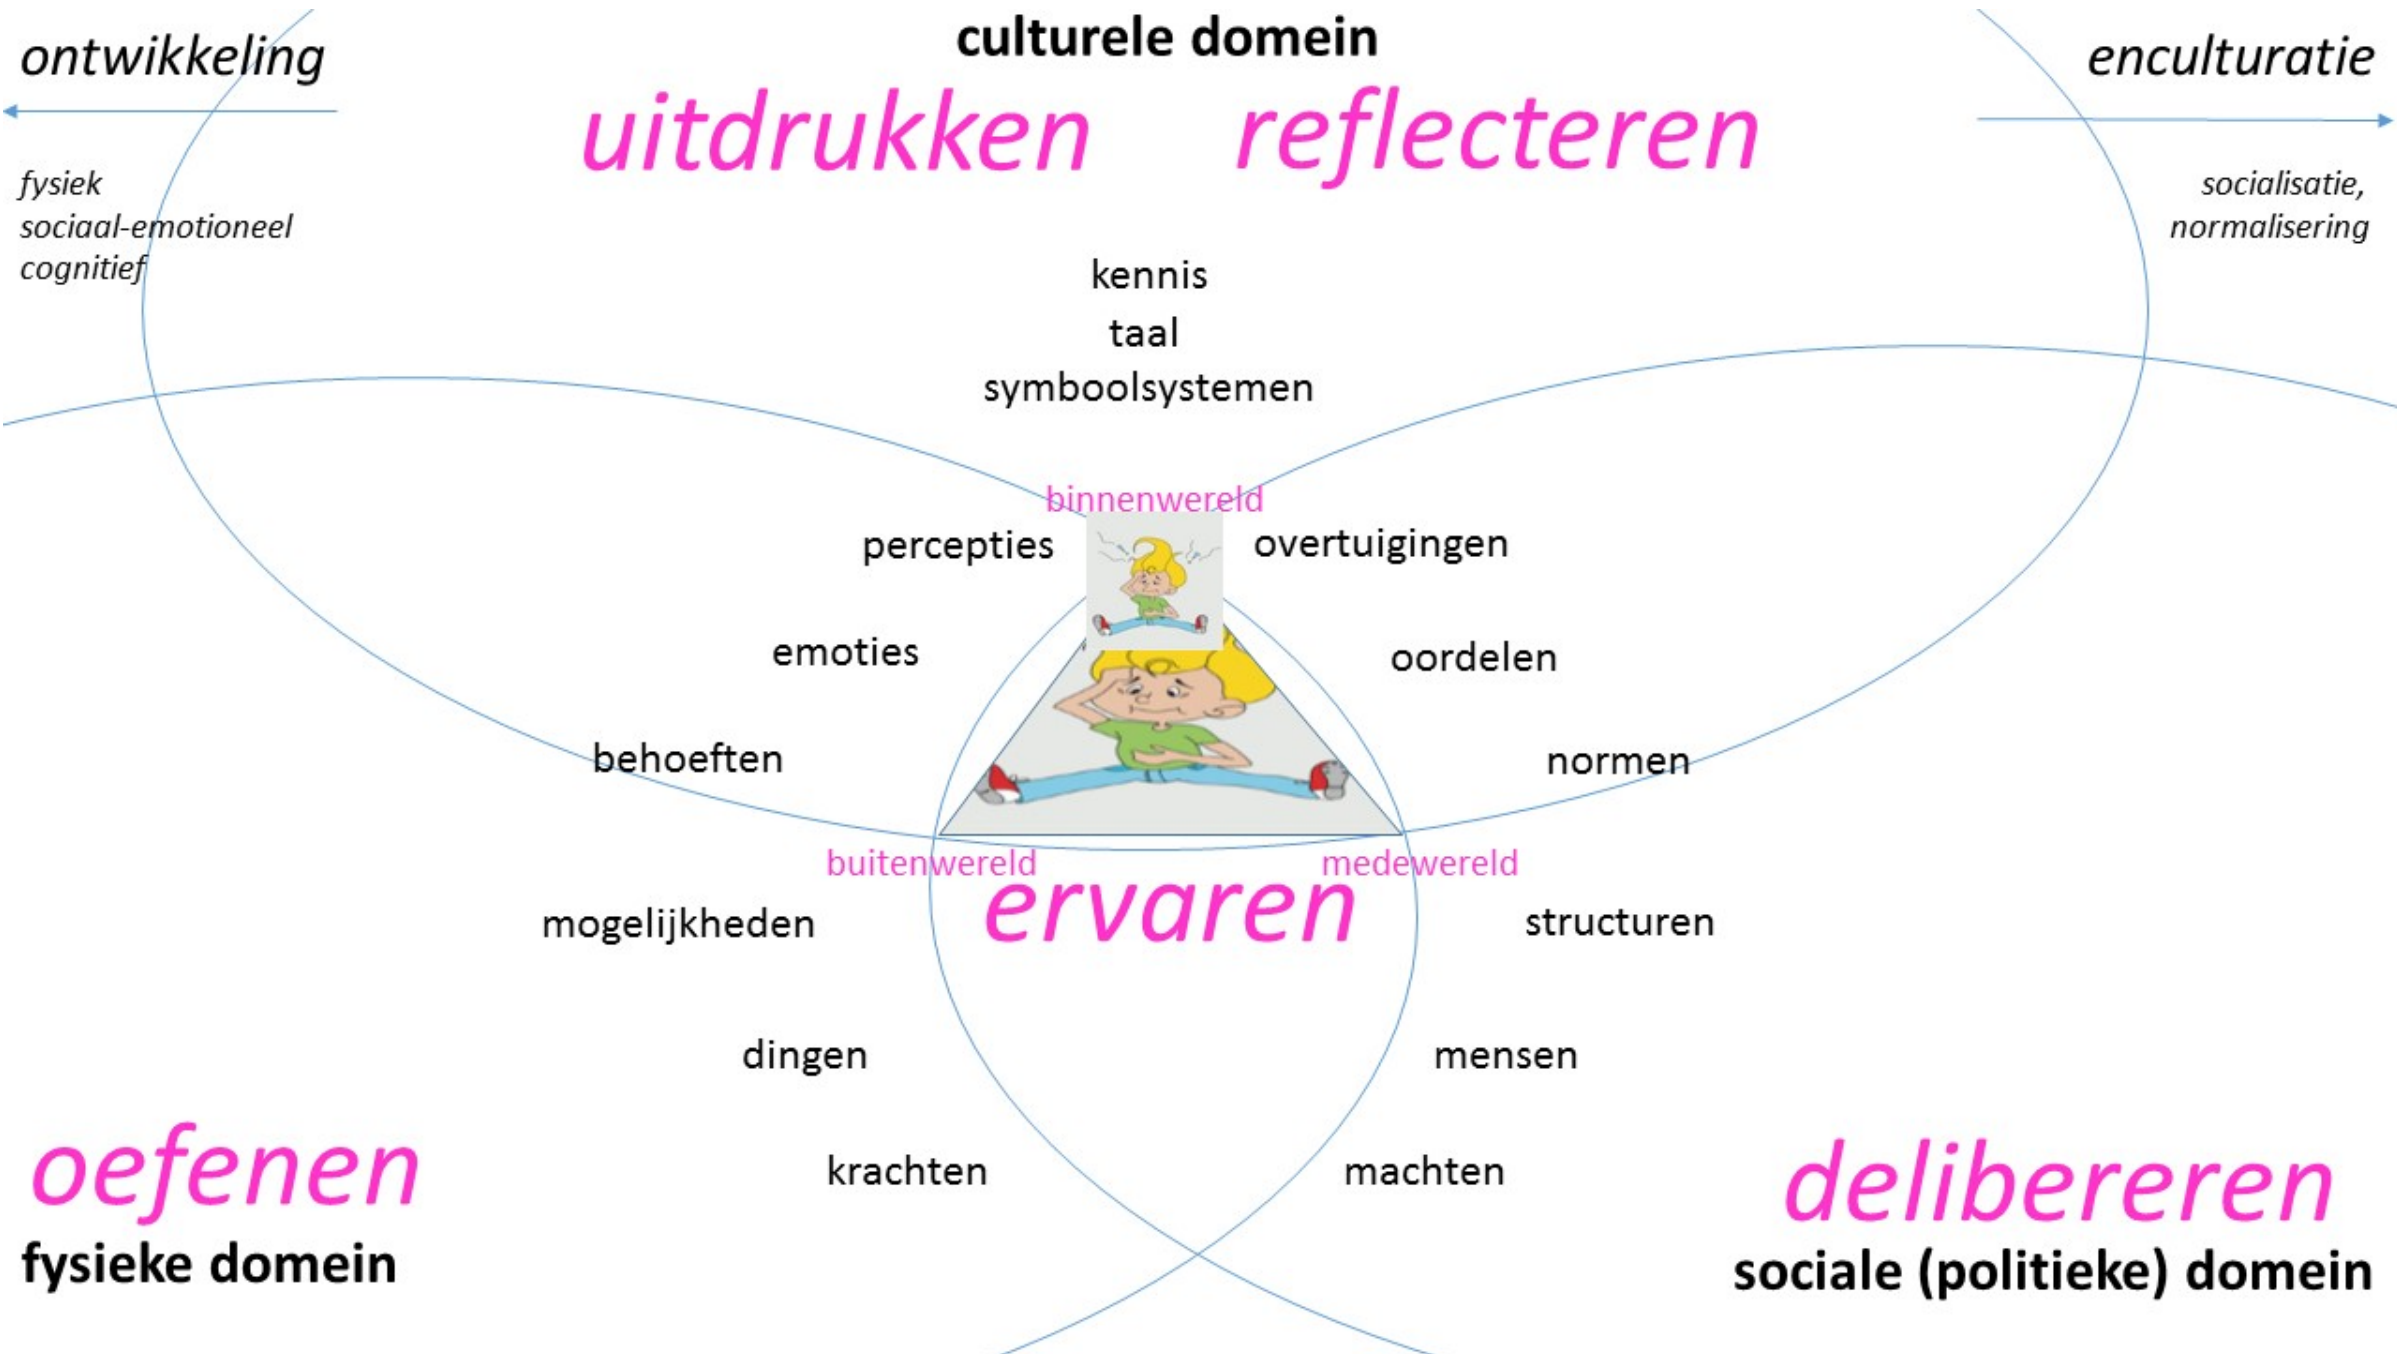 culturele domein
ontwikkeling
enculturatie
uitdrukken reflecteren
fysiek
sociaal-emotioneel
cognitief
socialisatie,
normalisering
kennis
taal
symboolsystemen
binnenwereld
percepties
overtuigingen
emoties
oordelen
behoeften
normen
buitenwereld
medewereld
ervaren
mogelijkheden
structuren
dingen
mensen
krachten
machten
oefenen
fysieke domein
delibereren
sociale (politieke) domein